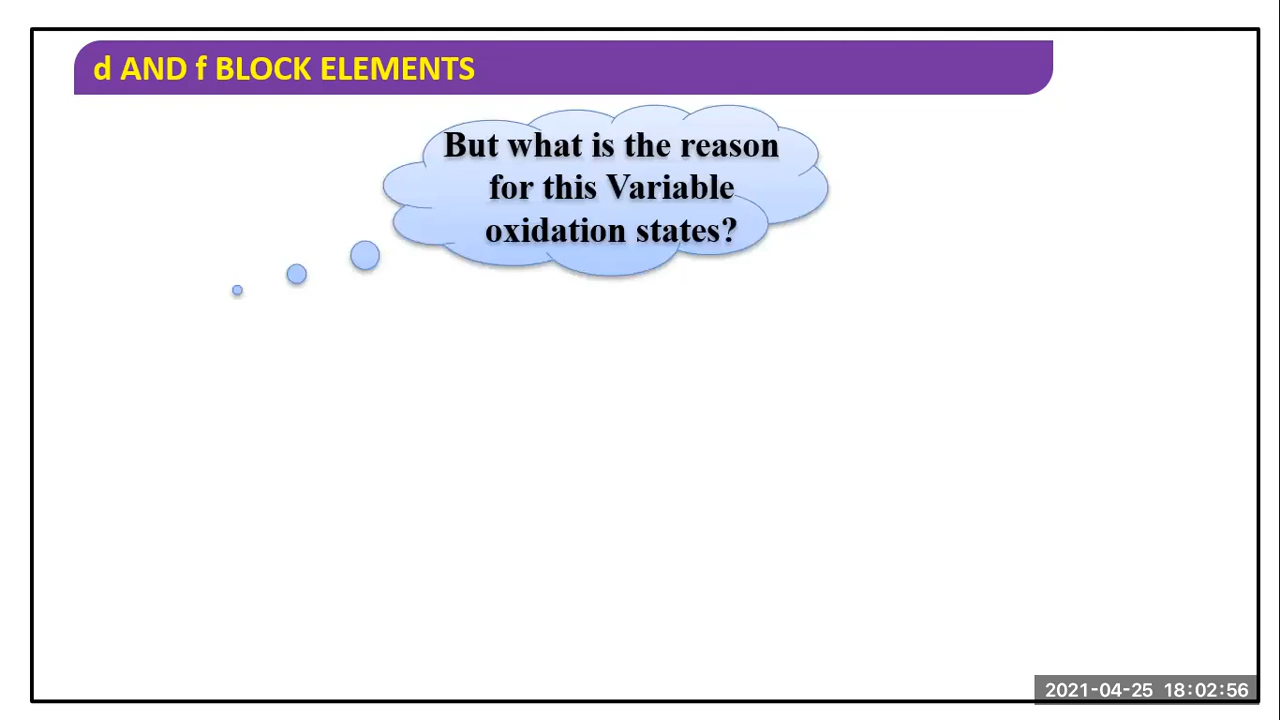 d AND f BLOCK ELEMENTS
But what is the reason
for this Variable
oxidation states?
2021-04-25 18:02:56